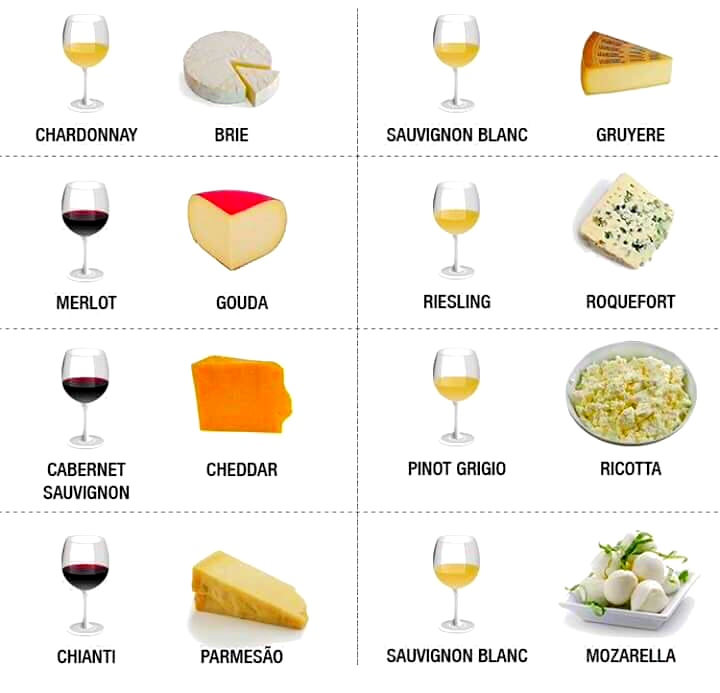 CHARDONNAY BRIE
SAUVIGNON BLANC GRUYERE
MERLOT GOUDA
RIESLING ROQUEFORT
CABERNET
SAUVIGNON
CHEDDAR
PINOT GRIGIO RICOTTA
CHIANTI PARMESÃO
SAUVIGNON BLANC MOZARELLA